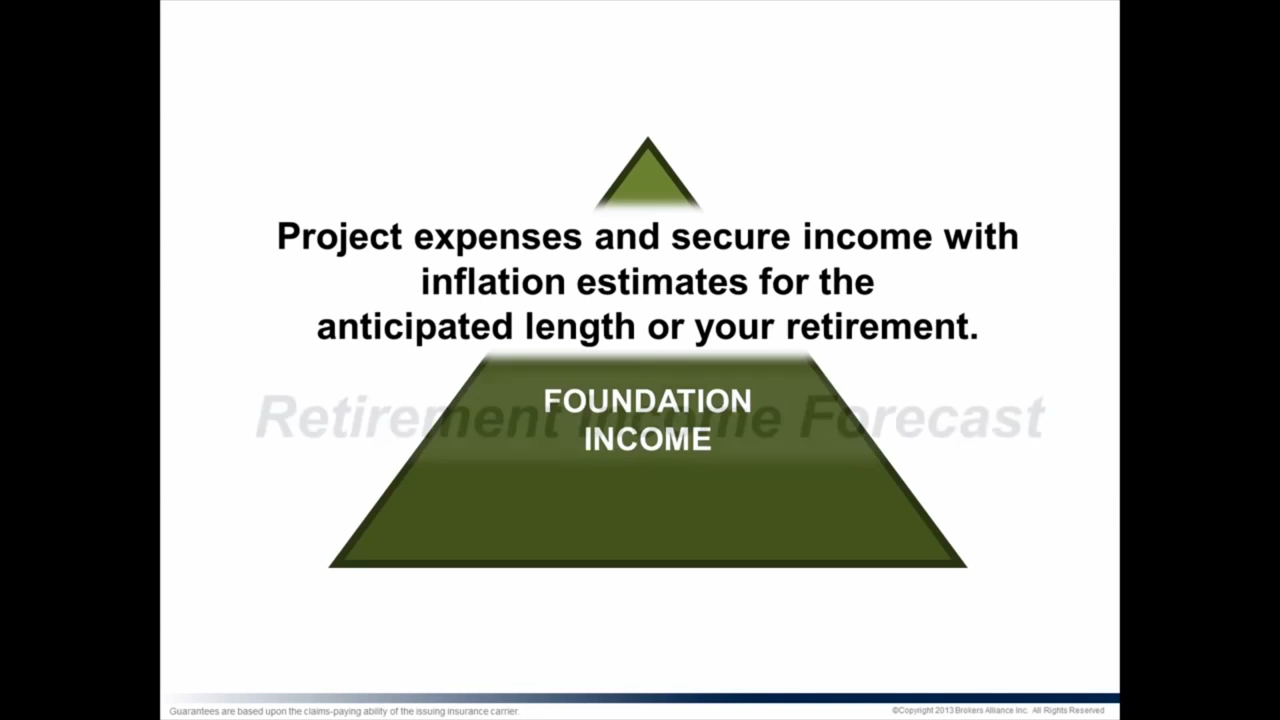 Project expenses and secure income with
inflation estimates for the
anticipated length or your retirement.
FOUNDATION
Retirement Income Forecast
INCOME
Guarantees are based upon the claims-paying ability of the issuing insurance carrier.
©Copyright 2013 Brokers Alliance Inc. All Rights Reserved